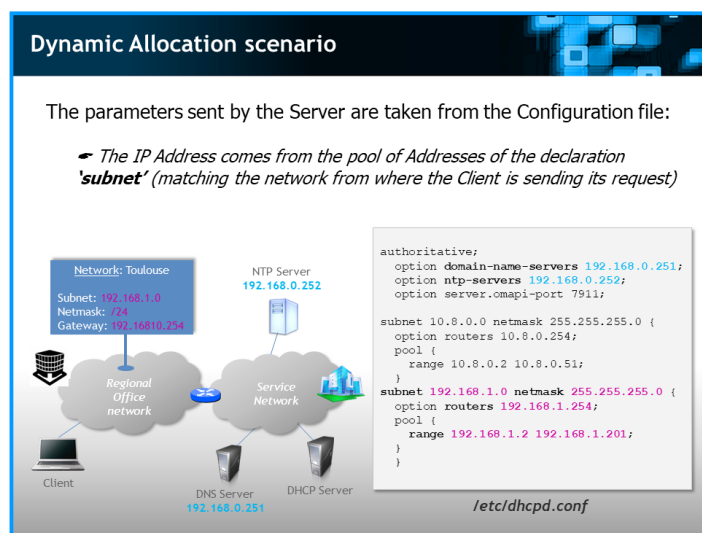 Dynamic Allocation scenario
The parameters sent by the Server are taken from the Configuration file:
☛ The IP Address comes from the pool of Addresses of the declaration
‘subnet’ (matching the network from where the Client is sending its request)
Network: Toulouse
Subnet: 192.168.1.0
Netmask: /24
Gateway: 192.16810.254
NTP Server
192.168.0.252
Regional
Office
network
Service
Network
Client
DNS Server
192.168.0.251
DHCP Server
authoritative;
option domain-name-servers 192.168.0.251;
option ntp-servers 192.168.0.252;
option server.omapi-port 7911;
subnet 10.8.0.0 netmask 255.255.255.0 {
option routers 10.8.0.254;
pool {
range 10.8.0.2 10.8.0.51;
}
subnet 192.168.1.0 netmask 255.255.255.0 {
option routers 192.168.1.254;
pool {
range 192.168.1.2 192.168.1.201;
}
}
/etc/dhcpd.conf